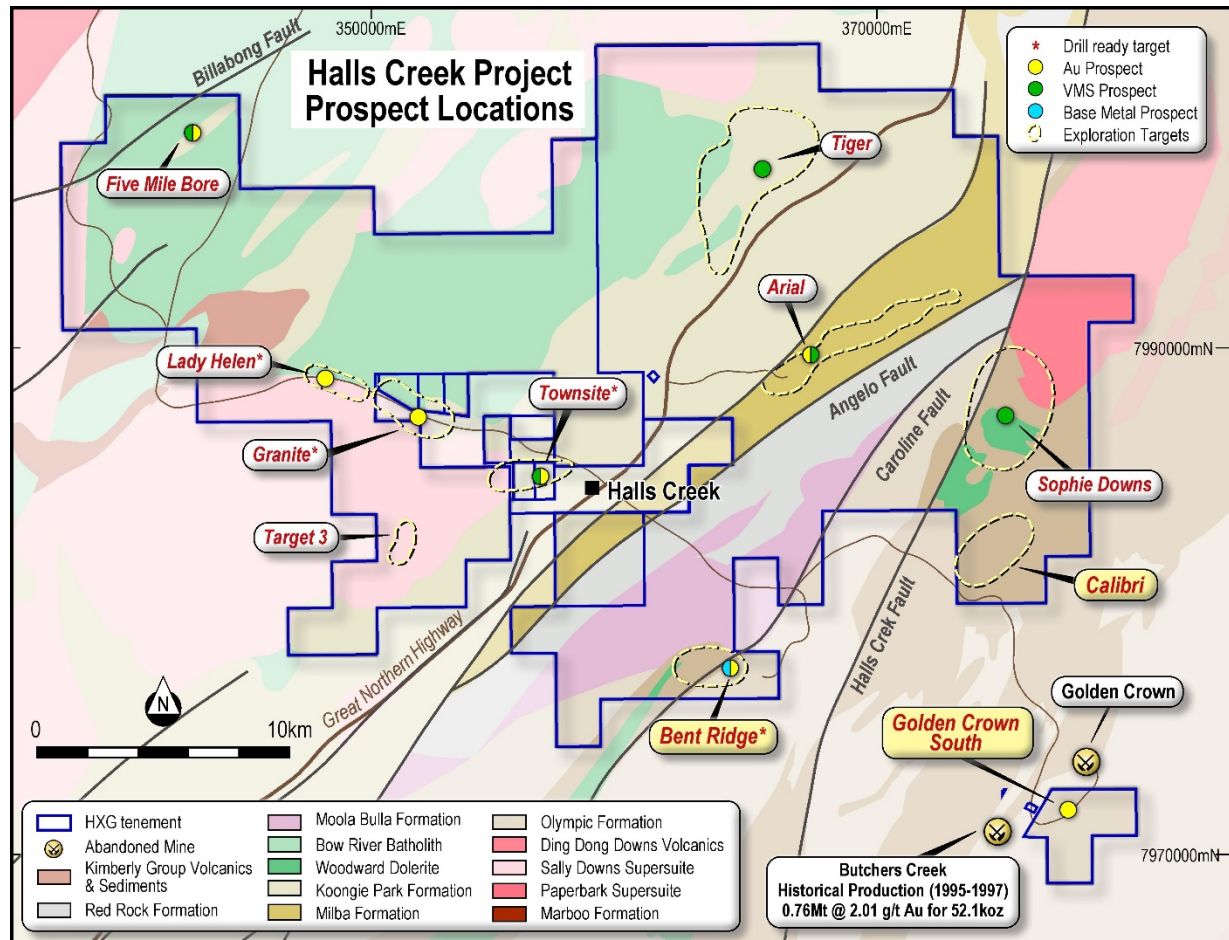 350000mE
370000mE
Billabong Fault
Halls Creek Project
Prospect Locations
* Drill ready target
Au Prospect
VMS Prospect
Base Metal Prospect
Exploration Targets
Five Mile Bore
Tiger
Arial
Lady Helen*
7990000mN
Townsite*
Angelo Fault
Caroline Fault
Granite*
Halls Creek
Sophie Downs
Target 3
Calibri
Great Northern Highway
Halls Crek Fault
N
0 10km
Bent Ridge*
Golden Crown
Golden Crown
South
7970000mN
Butchers Creek
Historical Production (1995-1997)
0.76Mt @ 2.01 g/t Au for 52.1koz
HXG tenement
Abandoned Mine
Kimberly Group Volcanics
& Sediments
Red Rock Formation
Moola Bulla Formation
Bow River Batholith
Woodward Dolerite
Koongie Park Formation
Milba Formation
Olympic Formation
Ding Dong Downs Volcanics
Sally Downs Supersuite
Paperbark Supersuite
Marboo Formation